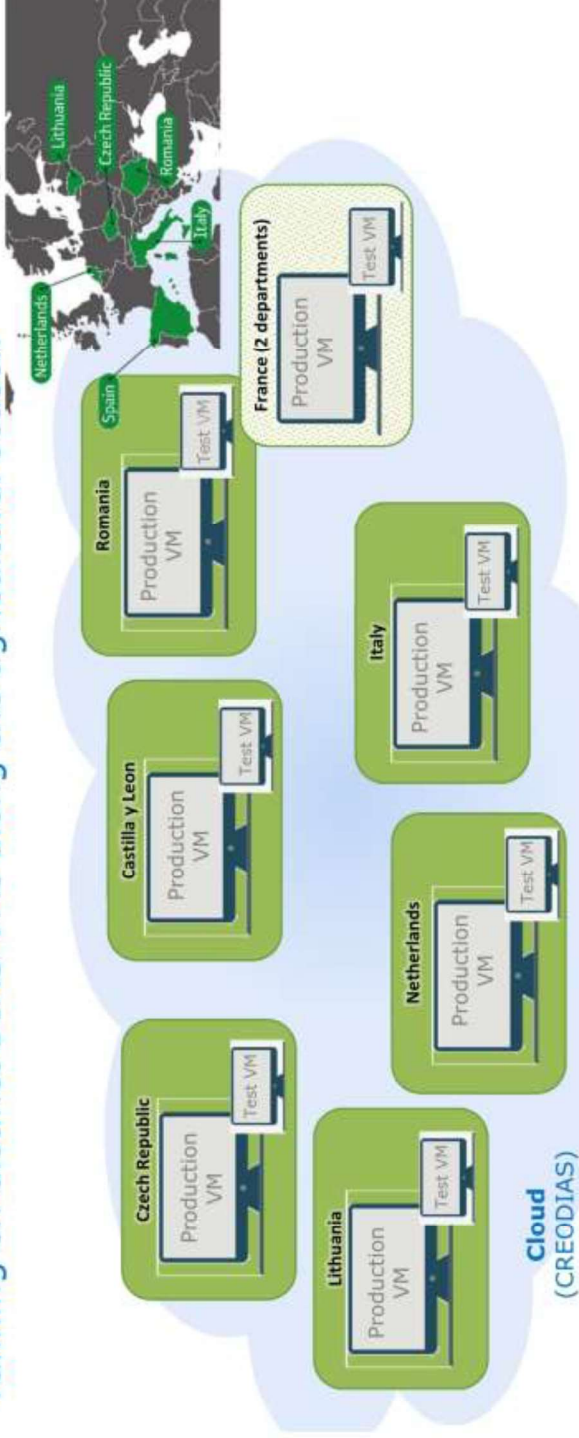 Netherlands
Lithuania
Czech Republic
Romania
Italy
Spain
Czech Republic
Production
VM
Test VM
Castilla y Leon
Production
VM
Test VM
Romania
Production
VM
Test VM
France (2 departments)
Production
VM
Test VM
Lithuania
Production
VM
Test VM
Netherlands
Production
VM
Test VM
Italy
Production
VM
Test VM
Cloud
(CREODIAS)